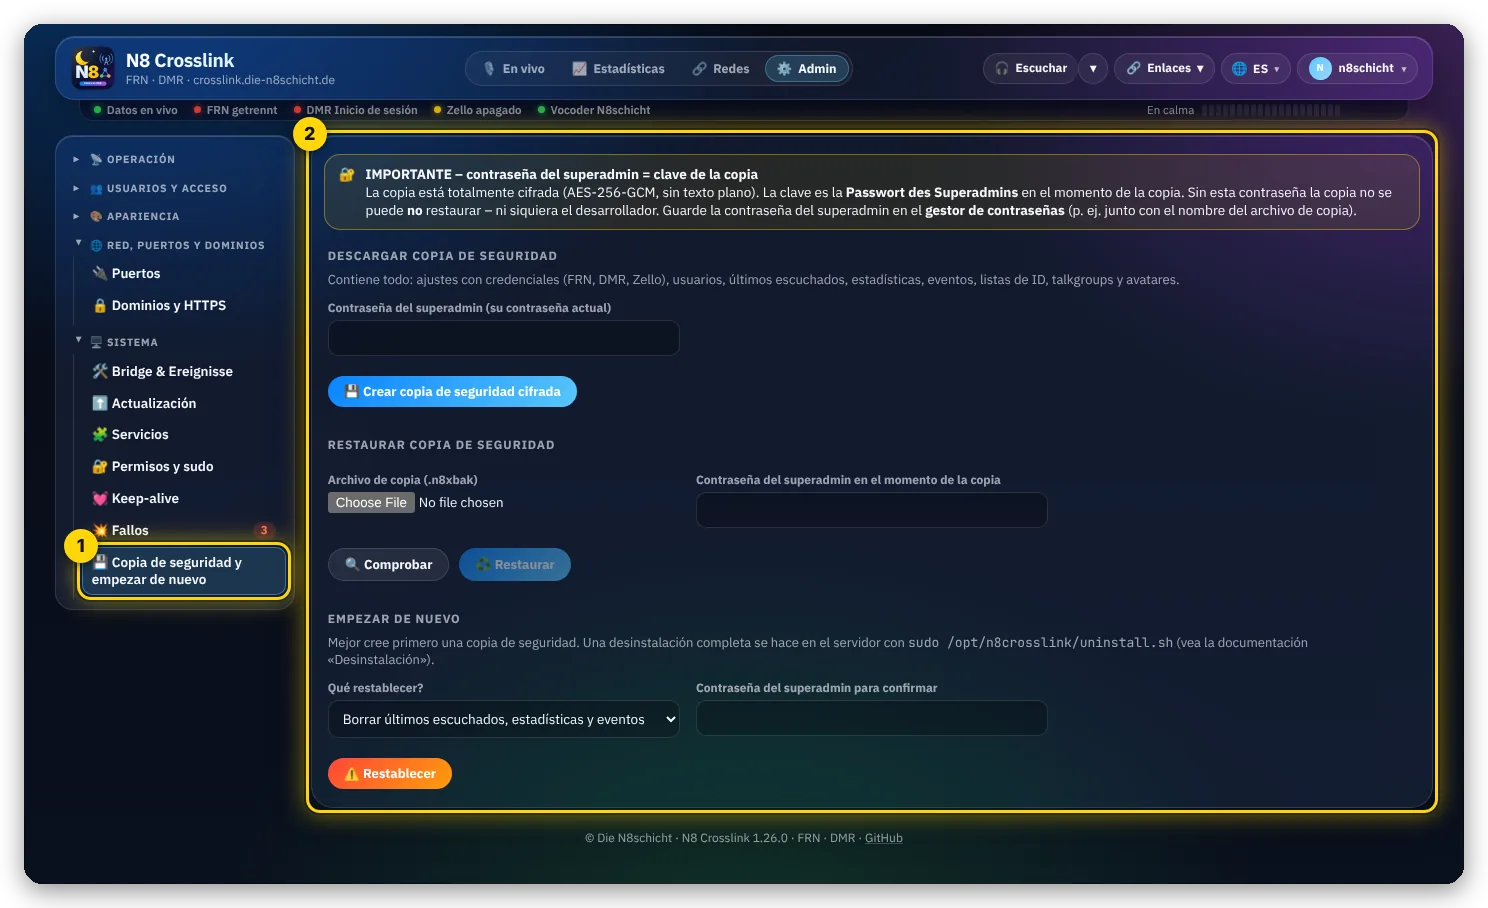 N8 Crosslink
FRN · DMR · crosslink.die-n8schicht.de
En vivo
Estadísticas
Redes
Admin
Escuchar ▼
Enlaces ▼
ES ▼
N
n8schicht ▼
Datos en vivo
FRN getrennt
DMR Inicio de sesión
Zello apagado
Vocoder N8schicht
En calma
1
2
OPERACIÓN
USUARIOS Y ACCESO
APARIENCIA
RED, PUERTOS Y DOMINIOS
Puertos
Dominios y HTTPS
SISTEMA
Bridge & Ereignisse
Actualización
Servicios
Permisos y sudo
Keep-alive
Fallos 3
Copia de seguridad y
empezar de nuevo
IMPORTANTE – contraseña del superadmin = clave de la copia
La copia está totalmente cifrada (AES-256-GCM, sin texto plano). La clave es la Passwort des Superadmins en el momento de la copia. Sin esta contraseña la copia no se
puede no restaurar – ni siquiera el desarrollador. Guarde la contraseña del superadmin en el gestor de contraseñas (p. ej. junto con el nombre del archivo de copia).
DESCARGAR COPIA DE SEGURIDAD
Contiene todo: ajustes con credenciales (FRN, DMR, Zello), usuarios, últimos escuchados, estadísticas, eventos, listas de ID, talkgroups y avatares.
Contraseña del superadmin (su contraseña actual)
Crear copia de seguridad cifrada
RESTAURAR COPIA DE SEGURIDAD
Archivo de copia (.n8xbak)
Choose File No file chosen
Contraseña del superadmin en el momento de la copia
Comprobar
Restaurar
EMPEZAR DE NUEVO
Mejor cree primero una copia de seguridad. Una desinstalación completa se hace en el servidor con sudo /opt/n8crosslink/uninstall.sh (vea la documentación
«Desinstalación»).
Qué restablecer?
Borrar últimos escuchados, estadísticas y eventos
Contraseña del superadmin para confirmar
Restablecer
© Die N8schicht · N8 Crosslink 1.26.0 · FRN · DMR · GitHub